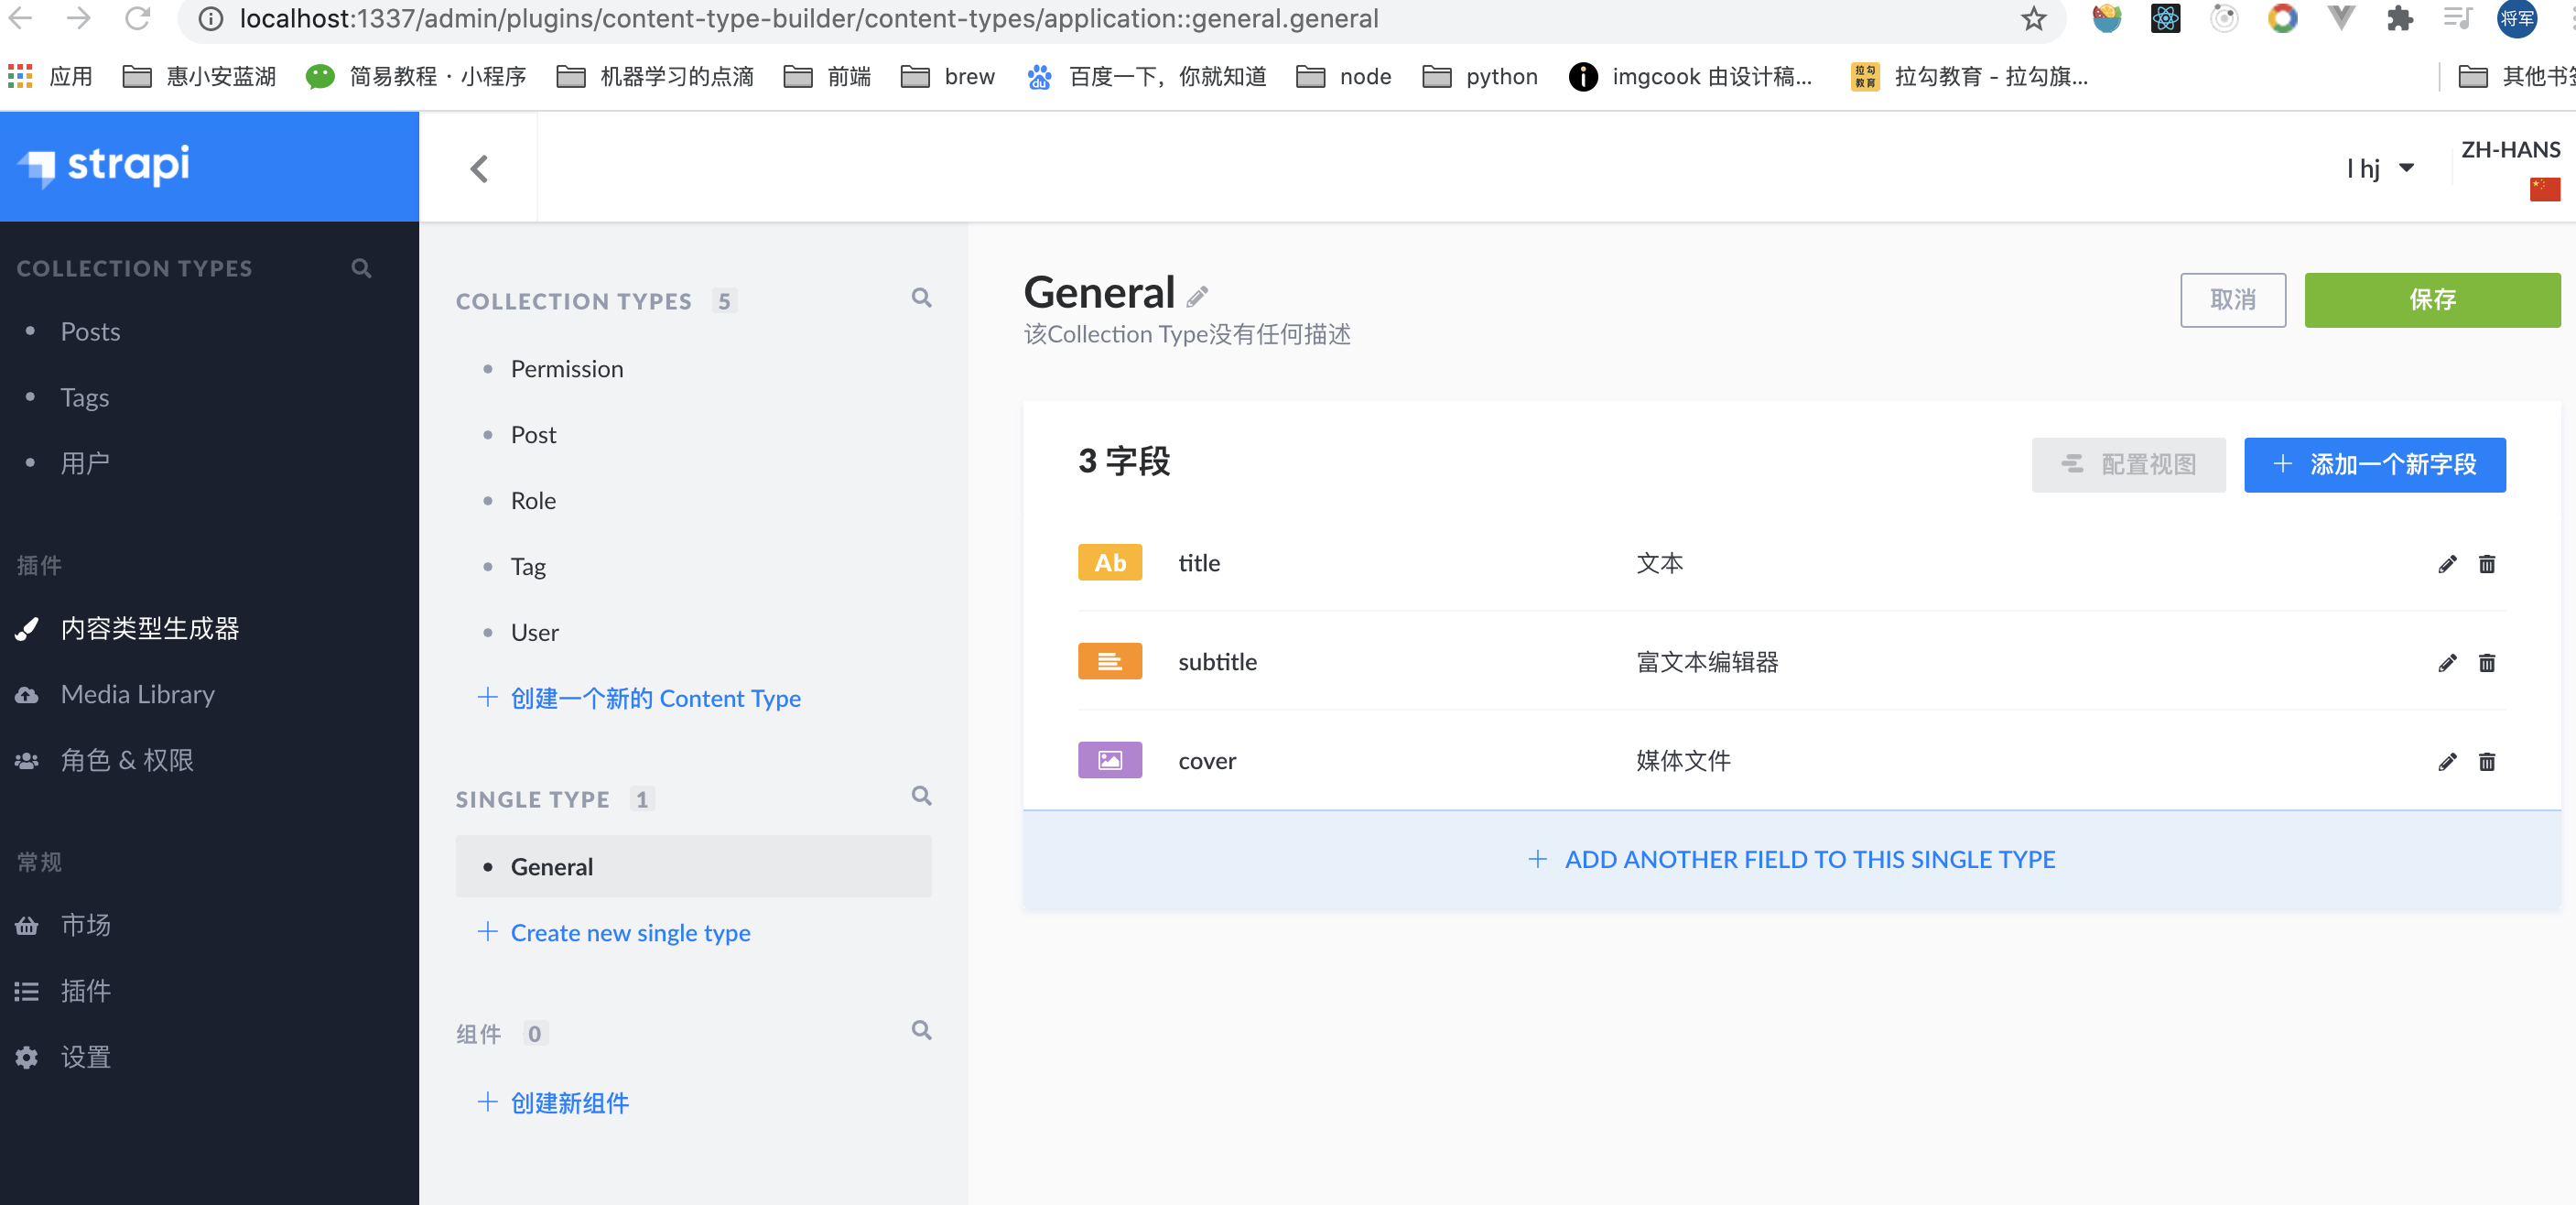 localhost:1337/admin/plugins/content-type-builder/content-types/application::general.general
将军
应用 惠小安蓝湖 简易教程 · 小程序 机器学习的点滴 前端 brew 百度一下，你就知道 node python imgcook 由设计稿... 拉勾教育 拉勾教育 - 拉勾旗... 其他书签
strapi
l hj
ZH-HANS
COLLECTION TYPES
Posts
Tags
用户
插件
内容类型生成器
Media Library
角色 & 权限
常规
市场
插件
设置
COLLECTION TYPES 5
Permission
Post
Role
Tag
User
创建一个新的 Content Type
SINGLE TYPE 1
General
Create new single type
组件 0
创建新组件
General
该Collection Type没有任何描述
取消
保存
3 字段
配置视图
添加一个新字段
Ab title 文本
subtitle 富文本编辑器
cover 媒体文件
ADD ANOTHER FIELD TO THIS SINGLE TYPE